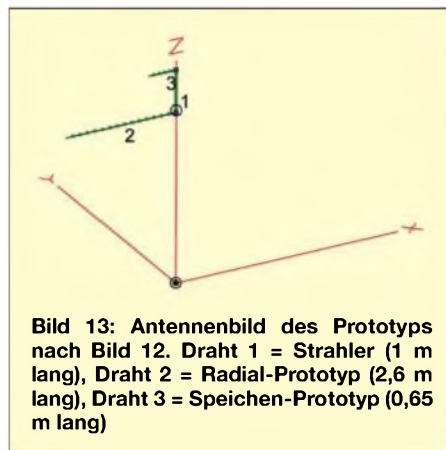 Z
3
1
2
Y
X
Bild 13: Antennenbild des Prototyps
nach Bild 12. Draht 1 = Strahler (1 m
lang), Draht 2 = Radial-Prototyp (2,6 m
lang), Draht 3 = Speichen-Prototyp (0,65
m lang)